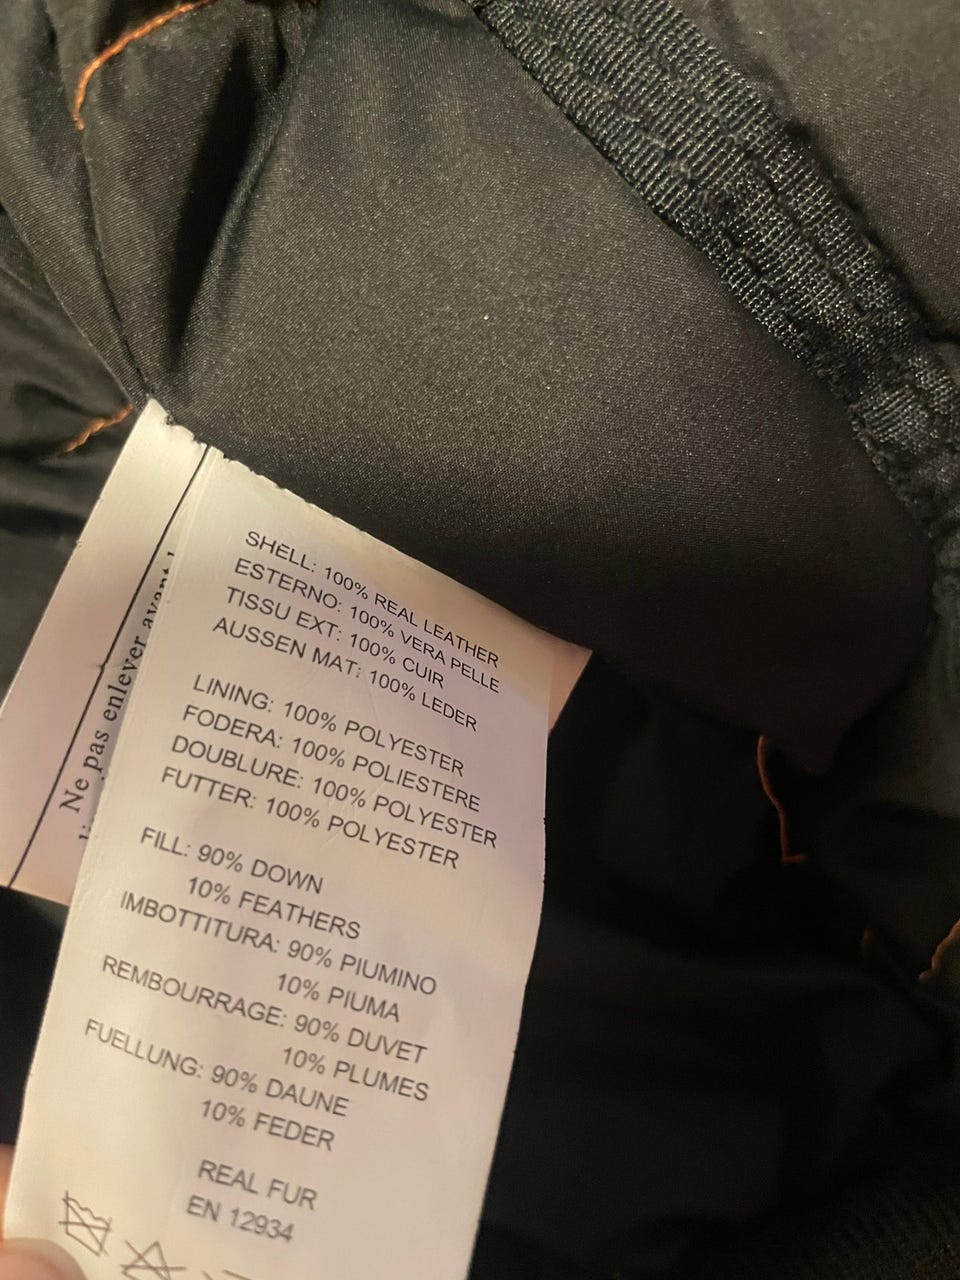 SHELL: 100% REAL LEATHER
ESTERNO: 100% VERA PELLE
TISSU EXT: 100% CUIR
AUSSEN MAT: 100% LEDER
LINING: 100% POLYESTER
FODERA: 100% POLIESTERE
DOUBLURE: 100% POLYESTER
FUTTER: 100% POLYESTER
FILL: 90% DOWN
10% FEATHERS
IMBOTTITURA: 90% PIUMINO
10% PIUMA
REMBOURRAGE: 90% DUVET
10% PLUMES
FUELLUNG: 90% DAUNE
10% FEDER
REAL FUR
EN 12934
Ne pas enlever avant